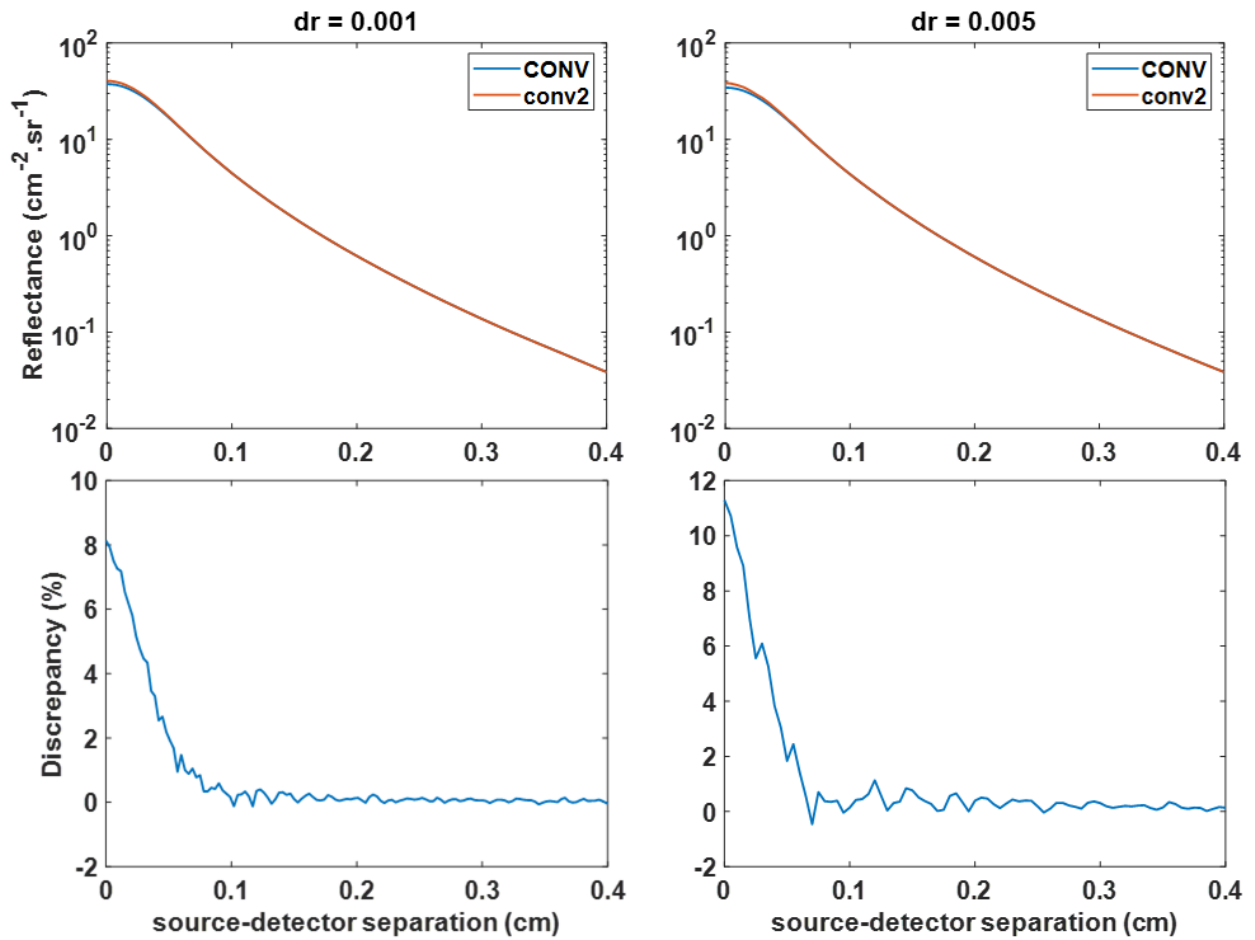 dr = 0.001
10^2
CONV
conv2
10^1
10^0
10^-1
10^-2
Reflectance (cm^-2.sr^-1)
0 0.1 0.2 0.3 0.4
dr = 0.005
10^2
CONV
conv2
10^1
10^0
10^-1
10^-2
0 0.1 0.2 0.3 0.4
10
8
6
4
2
0
-2
Discrepancy (%)
0 0.1 0.2 0.3 0.4
source-detector separation (cm)
12
10
8
6
4
2
0
-2
0 0.1 0.2 0.3 0.4
source-detector separation (cm)